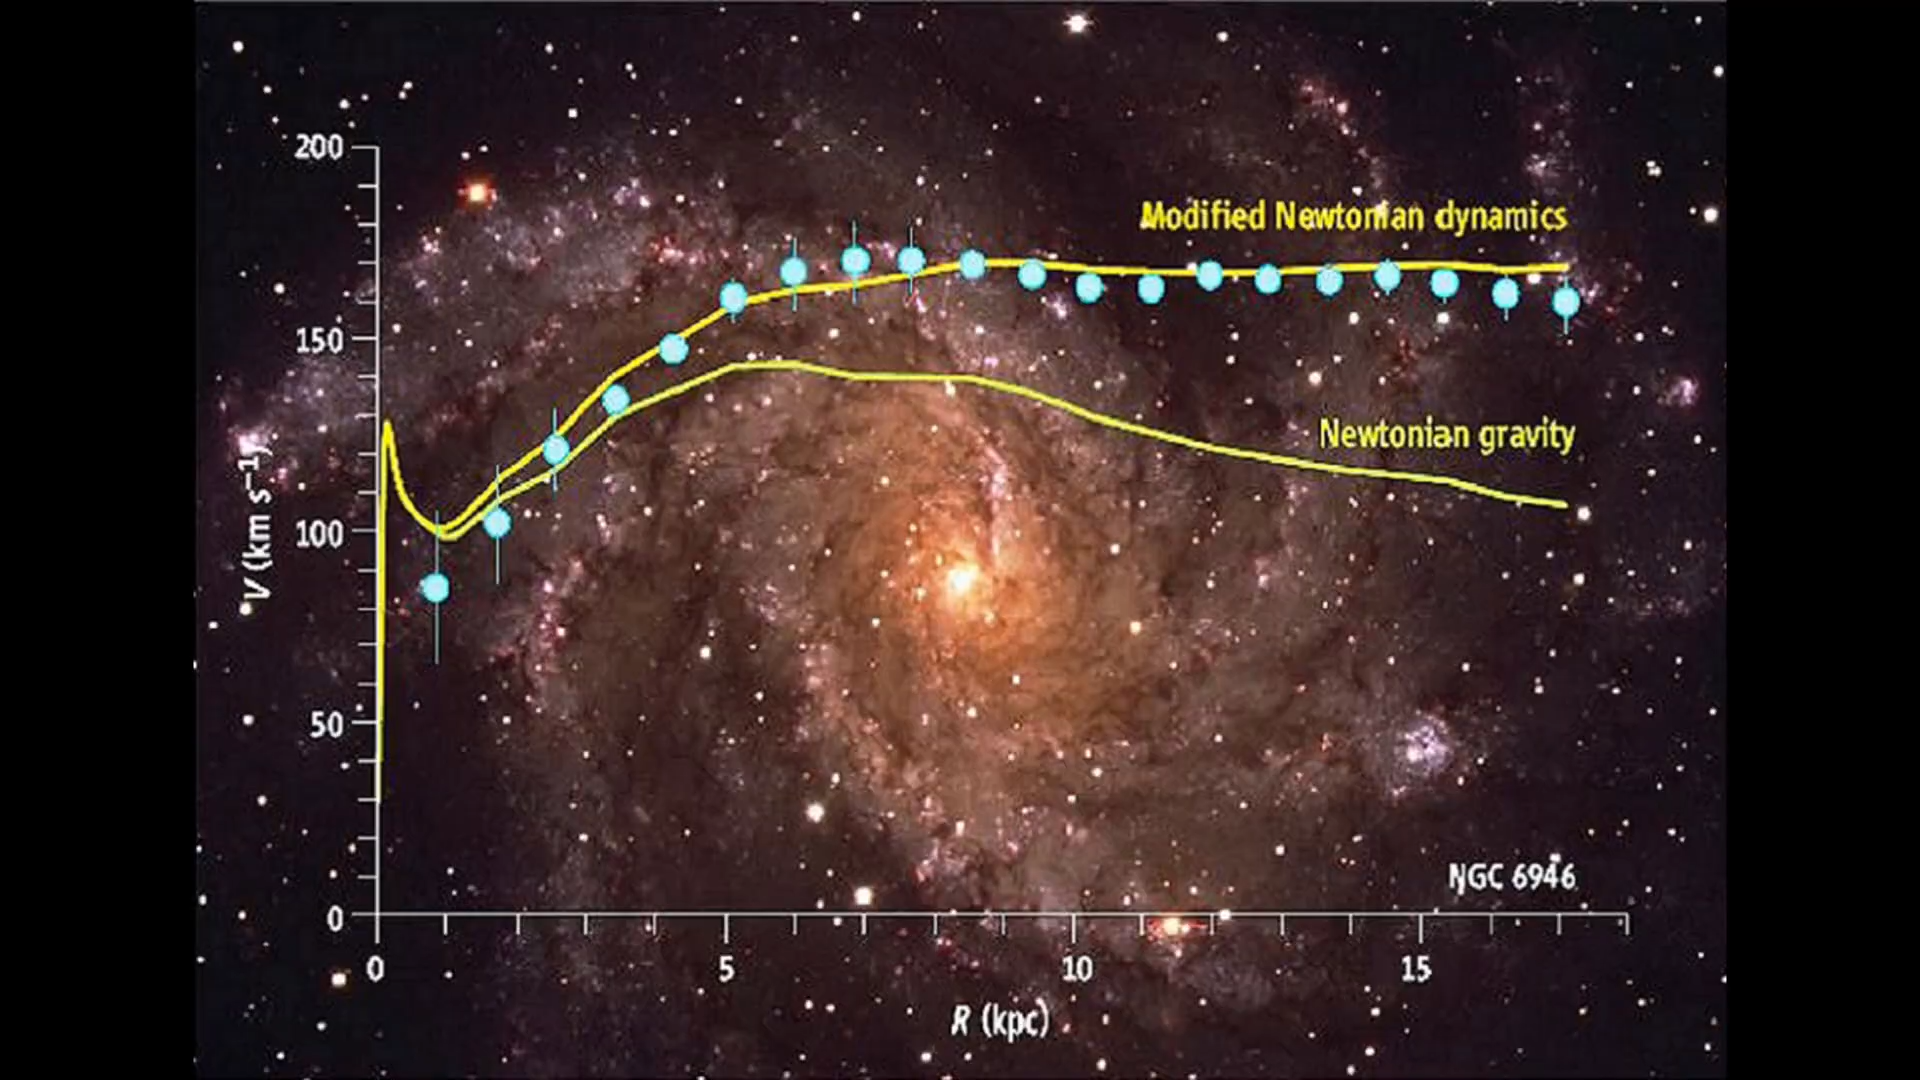 200
Modified Newtonian dynamics
150
Newtonian gravity
V (km s⁻¹)
100
50
NGC 6946
0
0 5 10 15
R (kpc)